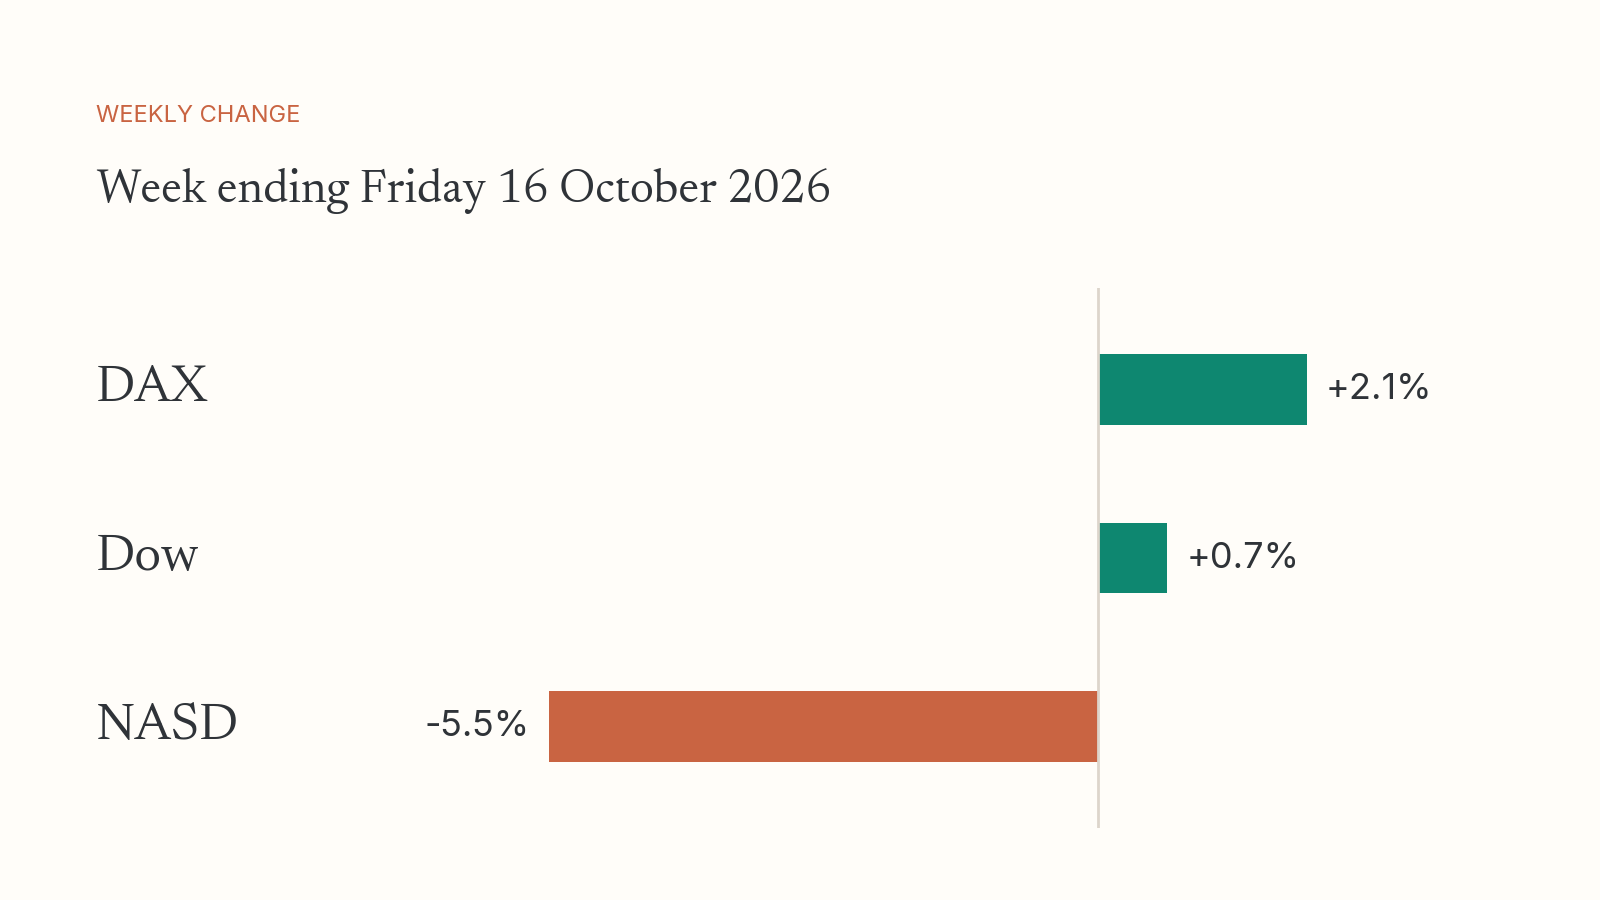 WEEKLY CHANGE
Week ending Friday 16 October 2026
DAX +2.1%
Dow +0.7%
NASD -5.5%